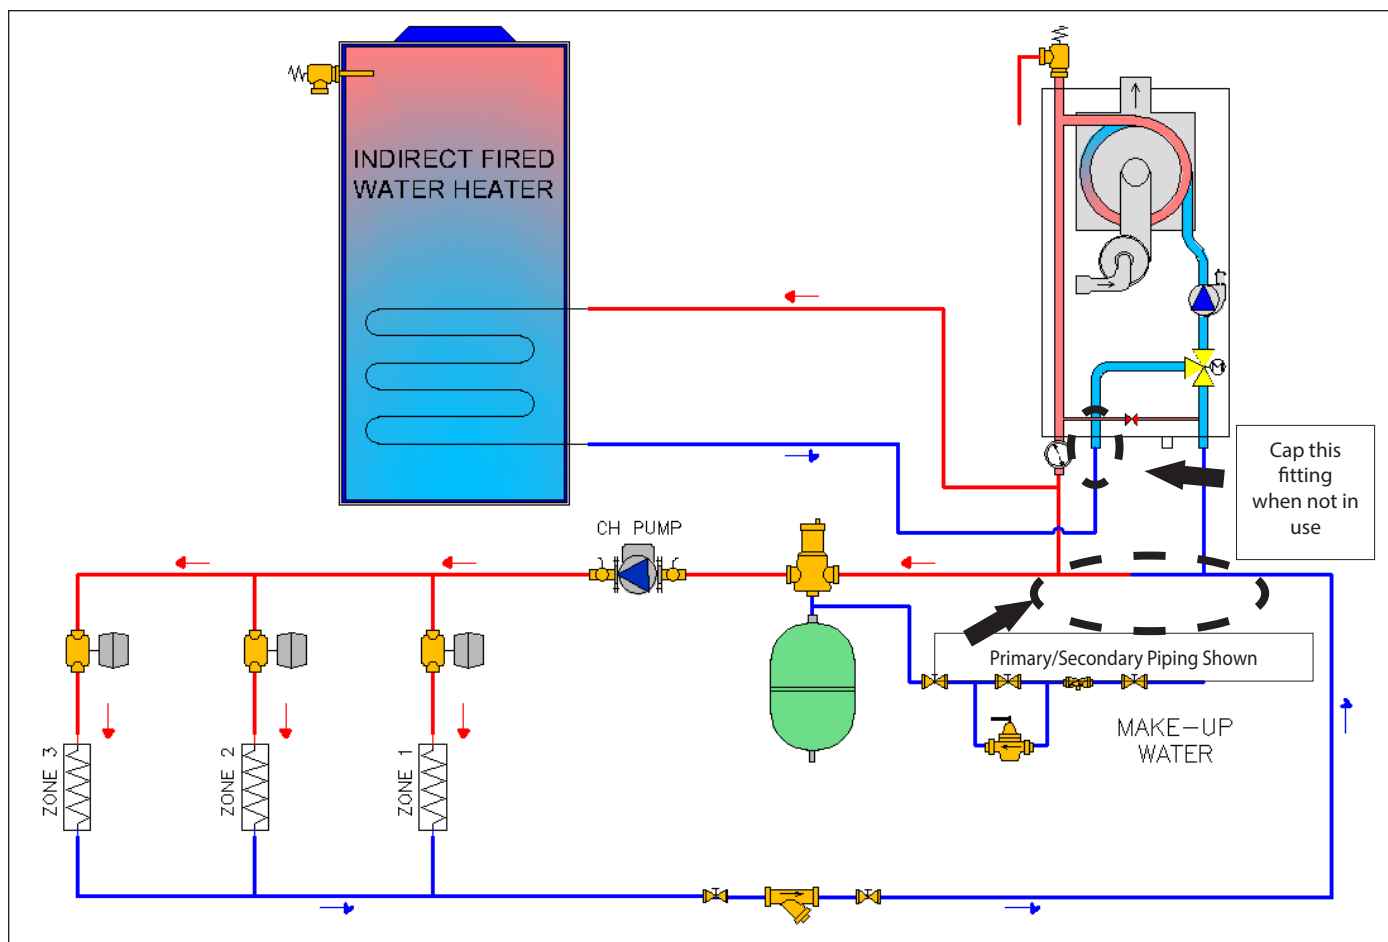 INDIRECT FIRED
WATER HEATER
M
Cap this
fitting
when not in
use
CH PUMP
Primary/Secondary Piping Shown
MAKE-UP
WATER
ZONE 3
ZONE 2
ZONE 1